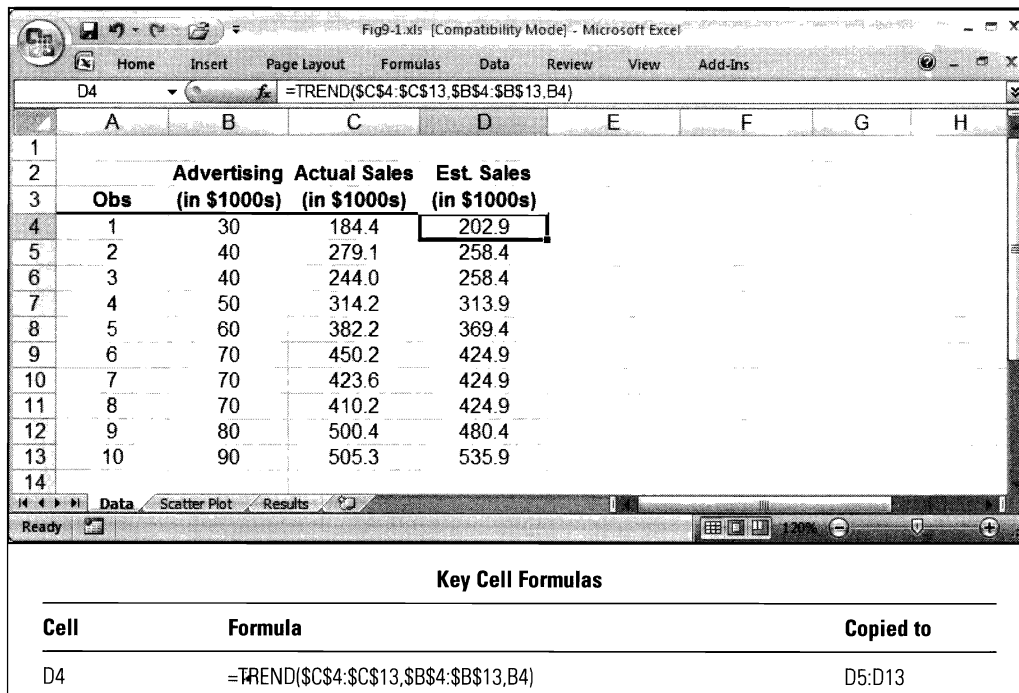 Fig9-1.xls [Compatibility Mode] - Microsoft Excel
Home Insert Page Layout Formulas Data Review View Add-Ins
D4 fx =TREND($C$4:$C$13,$B$4:$B$13,B4)
A B C D E F G H
1
2 Advertising Actual Sales Est. Sales
3 Obs (in $1000s) (in $1000s) (in $1000s)
4 1 30 184.4 202.9
5 2 40 279.1 258.4
6 3 40 244.0 258.4
7 4 50 314.2 313.9
8 5 60 382.2 369.4
9 6 70 450.2 424.9
10 7 70 423.6 424.9
11 8 70 410.2 424.9
12 9 80 500.4 480.4
13 10 90 505.3 535.9
14
Data Scatter Plot Results
Ready 120%
Key Cell Formulas
Cell Formula Copied to
D4 =TREND($C$4:$C$13,$B$4:$B$13,B4) D5:D13